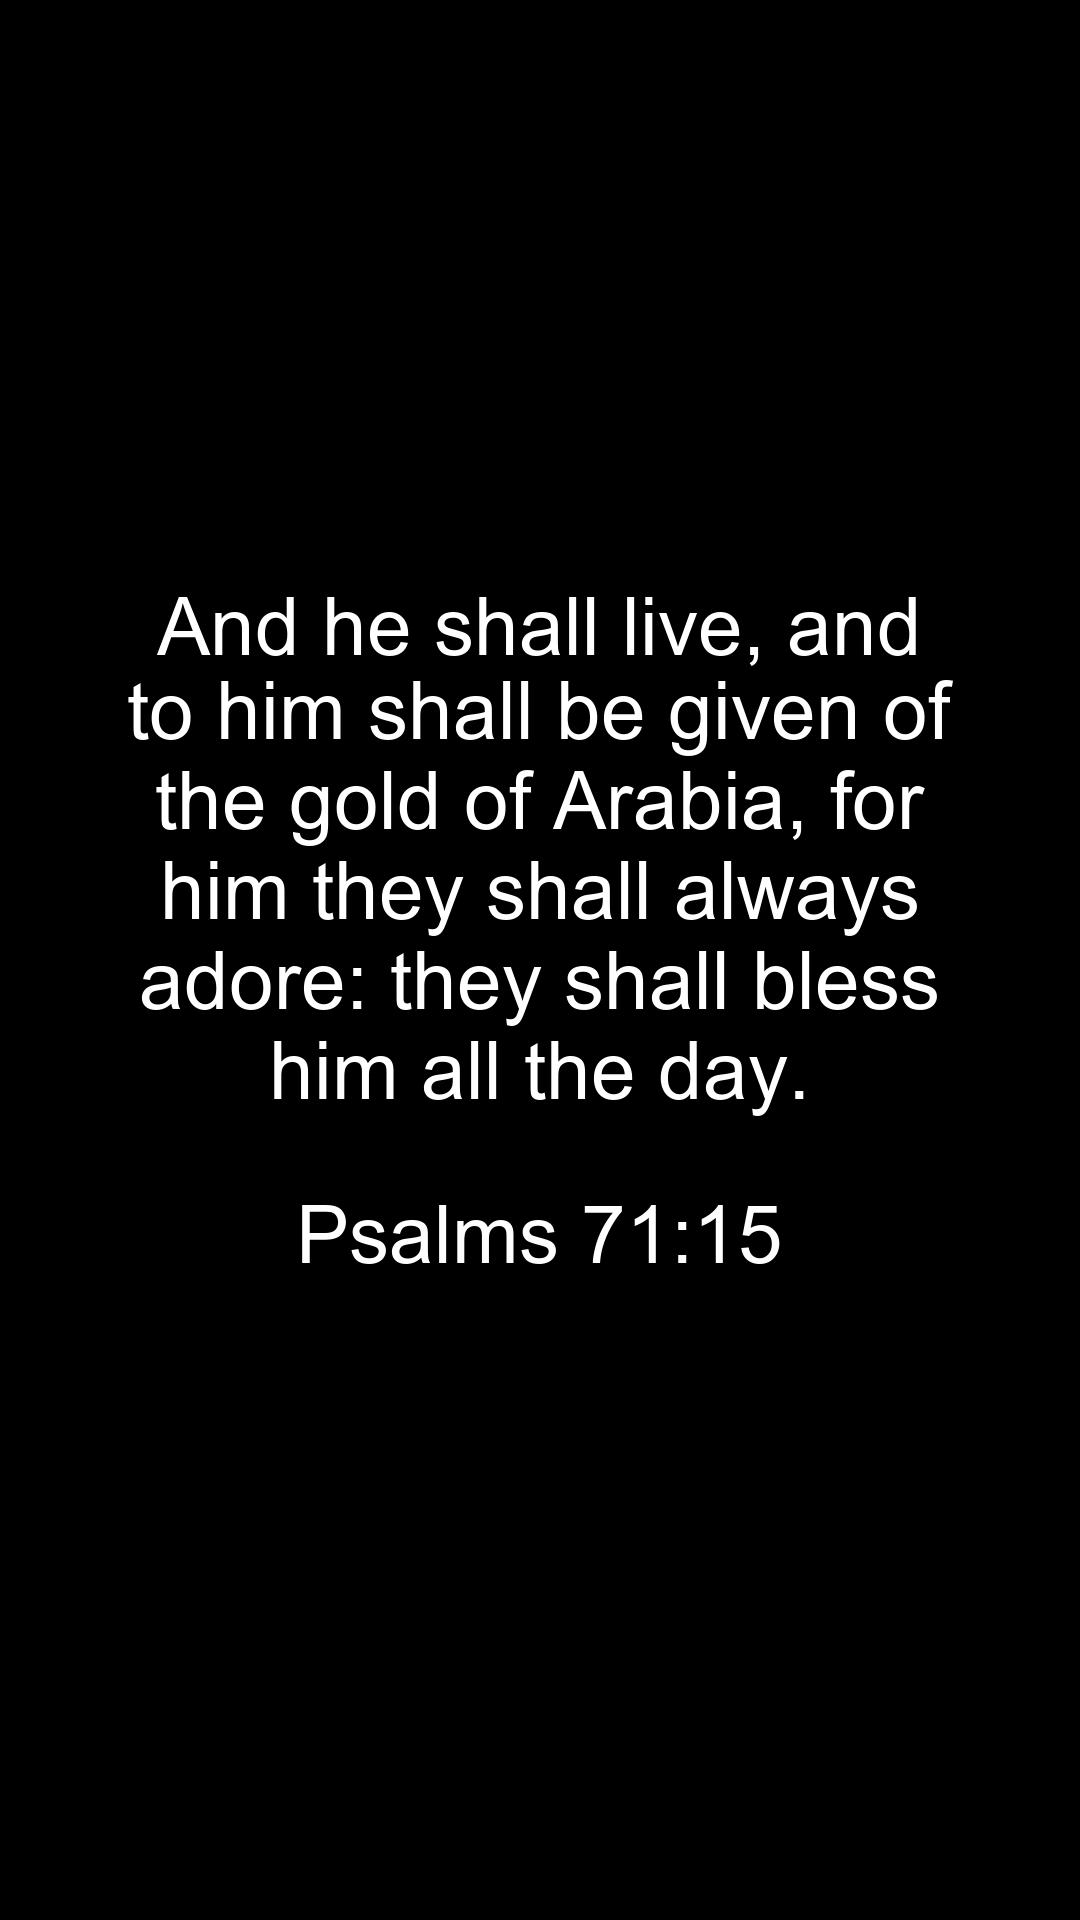 And he shall live, and
to him shall be given of
the gold of Arabia, for
him they shall always
adore: they shall bless
him all the day.
Psalms 71:15